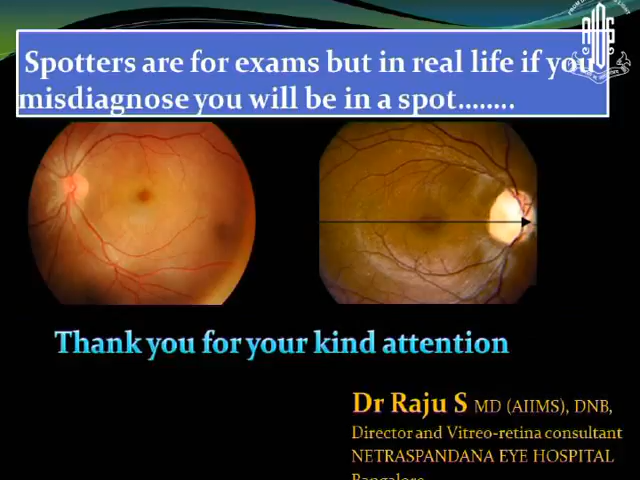 Spotters are for exams but in real life if you
misdiagnose you will be in a spot........
Thank you for your kind attention
Dr Raju S MD (AIIMS), DNB,
Director and Vitreo-retina consultant
NETRASPANDANA EYE HOSPITAL
Bangalore